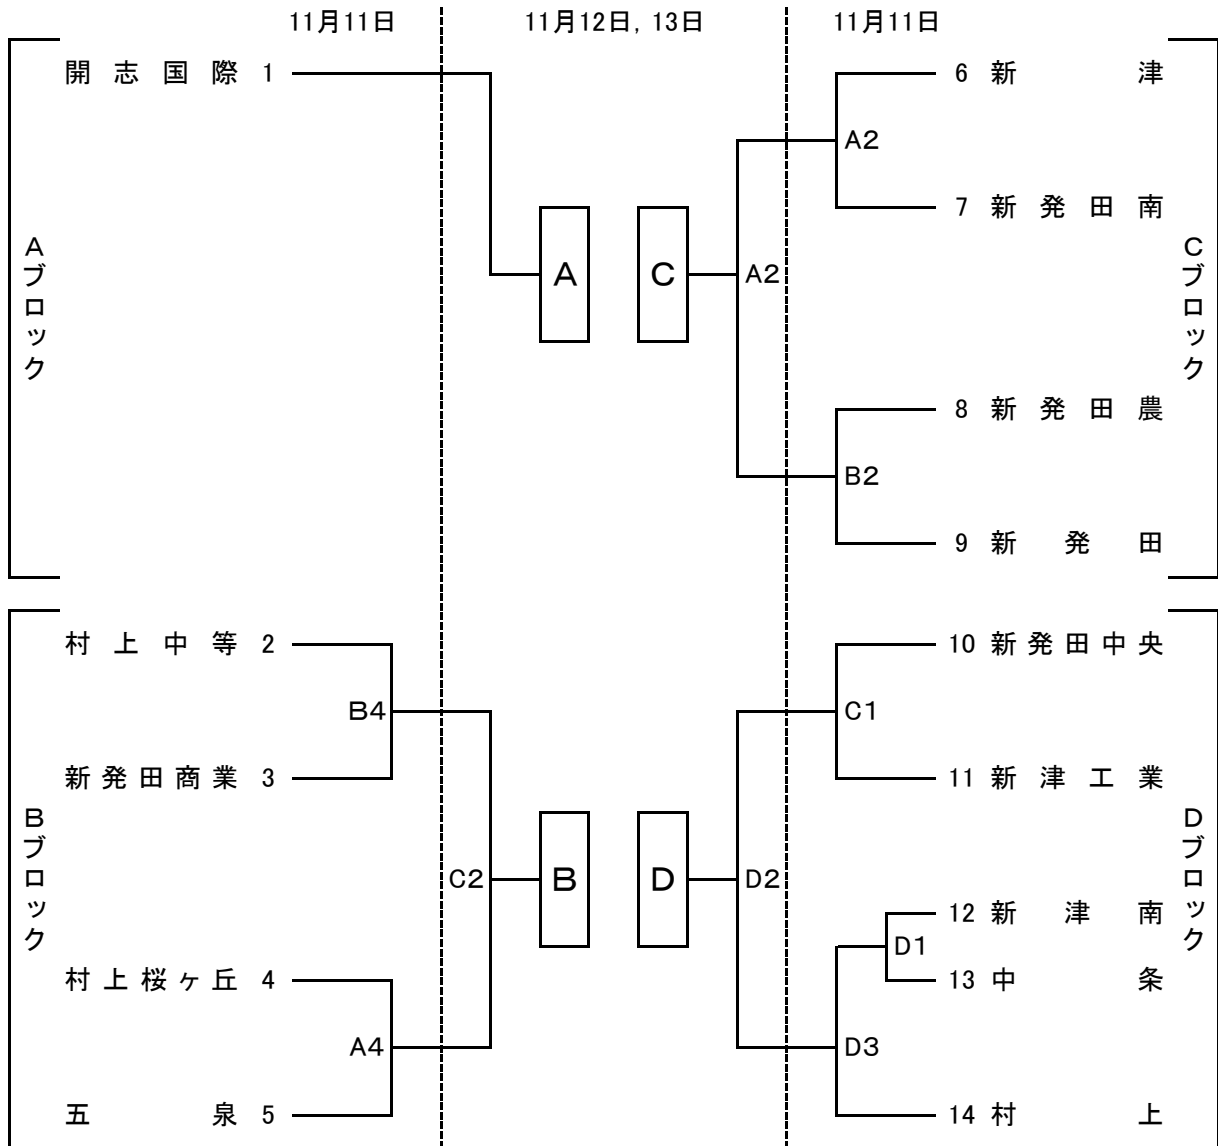 11月11日
11月12日，13日
11月11日
Aブロック
開志国際 1
A
C
A2
A2
6 新津
7 新発田南
B2
8 新発田農
9 新発田
Cブロック
Bブロック
村上中等 2
B4
新発田商業 3
C2
村上桜ヶ丘 4
A4
五泉 5
B
D
D2
C1
10 新発田中央
11 新津工業
12 新津南
D1
13 中条
D3
14 村上
Dブロック